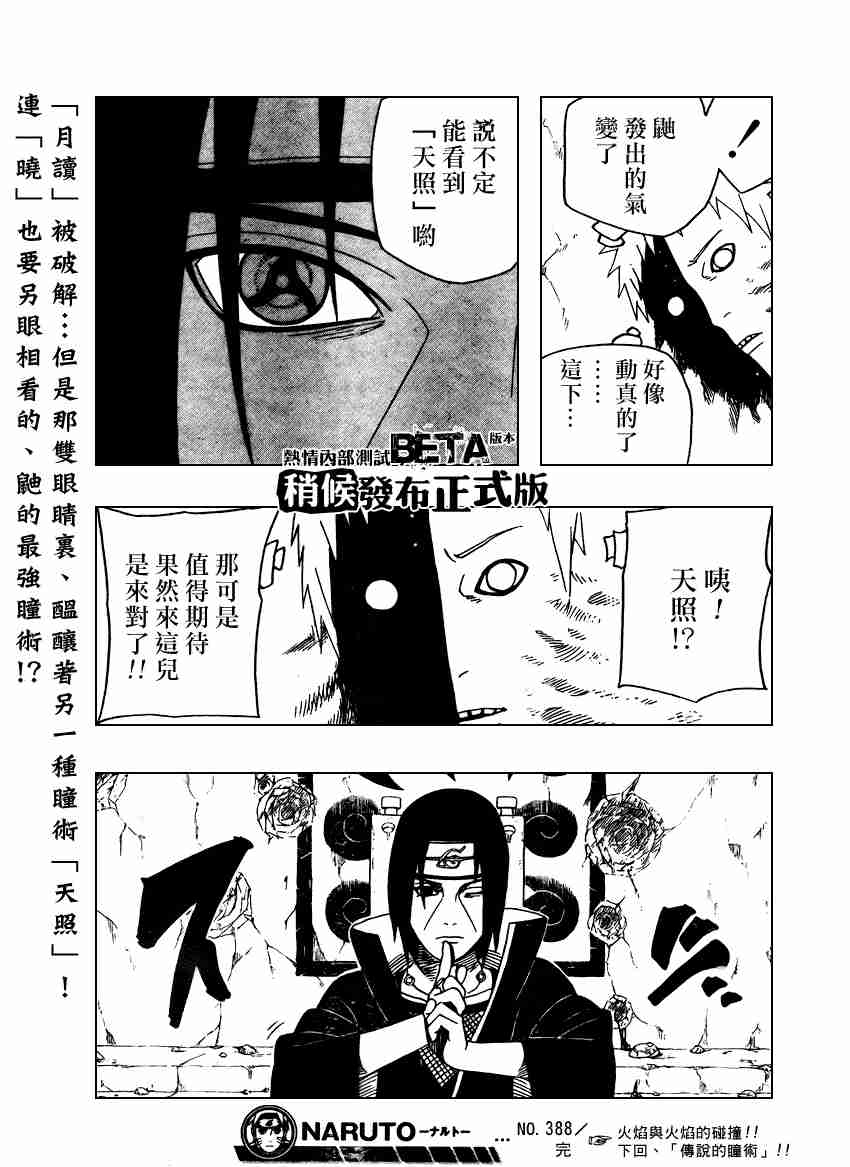 鼬
發出的氣
變了
！
好像
動真的了
……
這下…
說不定
能看到
「天照」喲
熱情內部測試BETA版本
稍候發布正式版
咦！
天照!?
那可是
值得期待
果然來這兒
是來對了!!
ス
「月讀」被破解…但是那雙眼睛裏、醞釀著另一種瞳術「天照」！
連「曉」也要另眼相看的、鼬的最強瞳術!?
NARUTO —ナルト— … NO. 388／完
☞ 火焰與火焰的碰撞!!
下回、「傳說的瞳術」!!